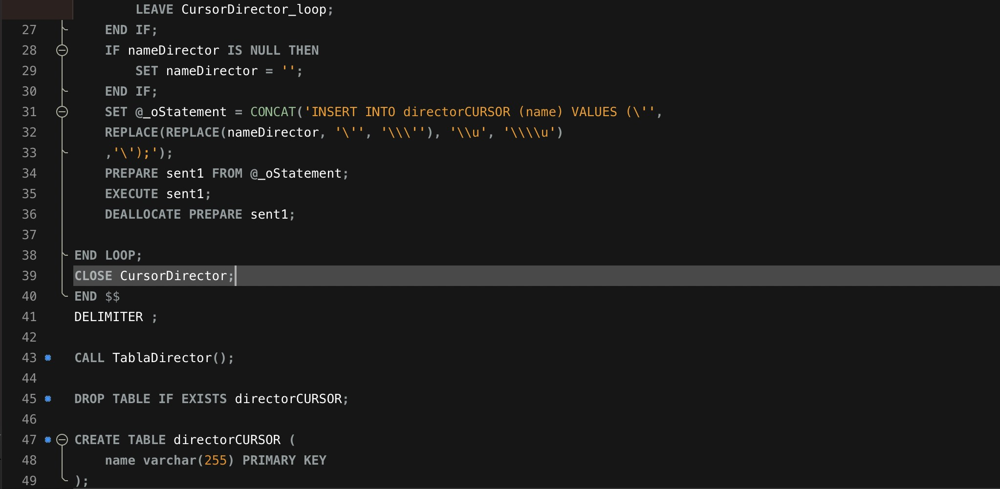 LEAVE CursorDirector_loop;
27 END IF;
28 IF nameDirector IS NULL THEN
29 SET nameDirector = '';
30 END IF;
31 SET @_oStatement = CONCAT('INSERT INTO directorCURSOR (name) VALUES (\'',
32 REPLACE(REPLACE(nameDirector, '\'', '\\\''), '\\u', '\\\\u')
33 ,'\');');
34 PREPARE sent1 FROM @_oStatement;
35 EXECUTE sent1;
36 DEALLOCATE PREPARE sent1;
37
38 END LOOP;
39 CLOSE CursorDirector;
40 END $$
41 DELIMITER ;
42
43 CALL TablaDirector();
44
45 DROP TABLE IF EXISTS directorCURSOR;
46
47 CREATE TABLE directorCURSOR (
48 name varchar(255) PRIMARY KEY
49 );